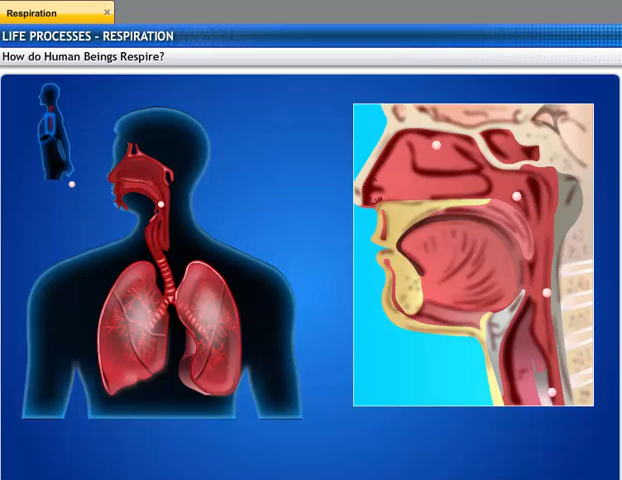 Respiration
LIFE PROCESSES - RESPIRATION
How do Human Beings Respire?